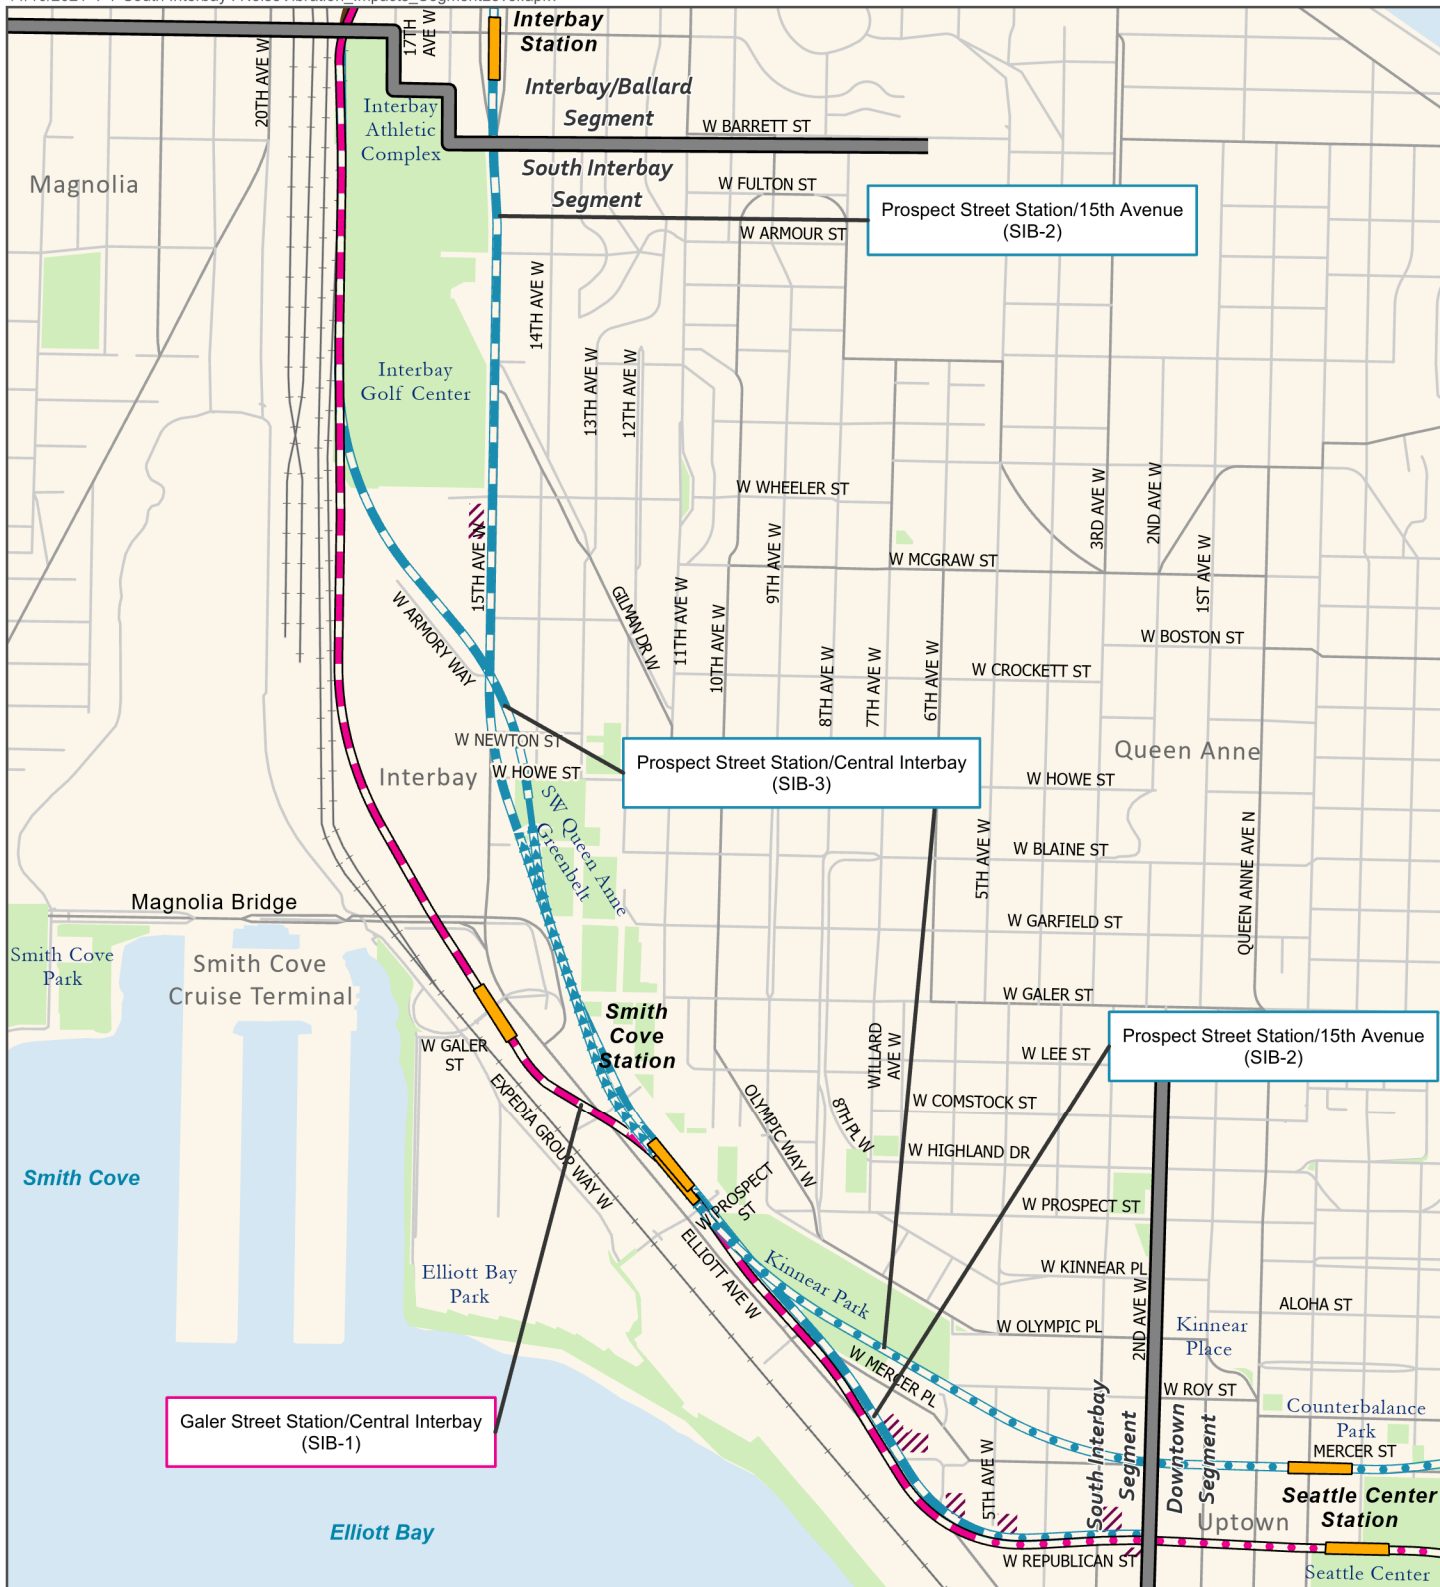 Interbay
Station
17TH
AVE W
20TH AVE W
Interbay/Ballard
Segment
Interbay
Athletic
Complex
W BARRETT ST
South Interbay
Segment
Magnolia
W FULTON ST
Prospect Street Station/15th Avenue
(SIB-2)
W ARMOUR ST
14TH AVE W
Interbay
Golf Center
13TH AVE W
12TH AVE W
W WHEELER ST
3RD AVE W
2ND AVE W
15TH AVE W
9TH AVE W
W MCGRAW ST
1ST AVE W
W ARMORY WAY
GILMAN DR W
11TH AVE W
10TH AVE W
W BOSTON ST
8TH AVE W
7TH AVE W
6TH AVE W
W CROCKETT ST
W NEWTON ST
Prospect Street Station/Central Interbay
(SIB-3)
Queen Anne
Interbay
W HOWE ST
W HOWE ST
SW Queen Anne
Greenbelt
5TH AVE W
W BLAINE ST
QUEEN ANNE AVE N
Magnolia Bridge
W GARFIELD ST
Smith Cove
Park
Smith Cove
Cruise Terminal
W GALER ST
Smith
Cove
Station
W GALER
ST
WILLARD
AVE W
Prospect Street Station/15th Avenue
(SIB-2)
W LEE ST
EXPEDIA GROUP WAY W
OLYMPIC WAY W
8TH PL W
W COMSTOCK ST
W HIGHLAND DR
Smith Cove
W PROSPECT
ST
W PROSPECT ST
ELLIOTT AVE W
Kinnear Park
Elliott Bay
Park
W KINNEAR PL
2ND AVE W
ALOHA ST
W OLYMPIC PL
Kinnear
Place
W MERCER PL
W ROY ST
Galer Street Station/Central Interbay
(SIB-1)
South Interbay
Segment
Downtown
Segment
Counterbalance
Park
MERCER ST
5TH AVE W
Seattle Center
Station
Elliott Bay
Uptown
W REPUBLICAN ST
Seattle Center